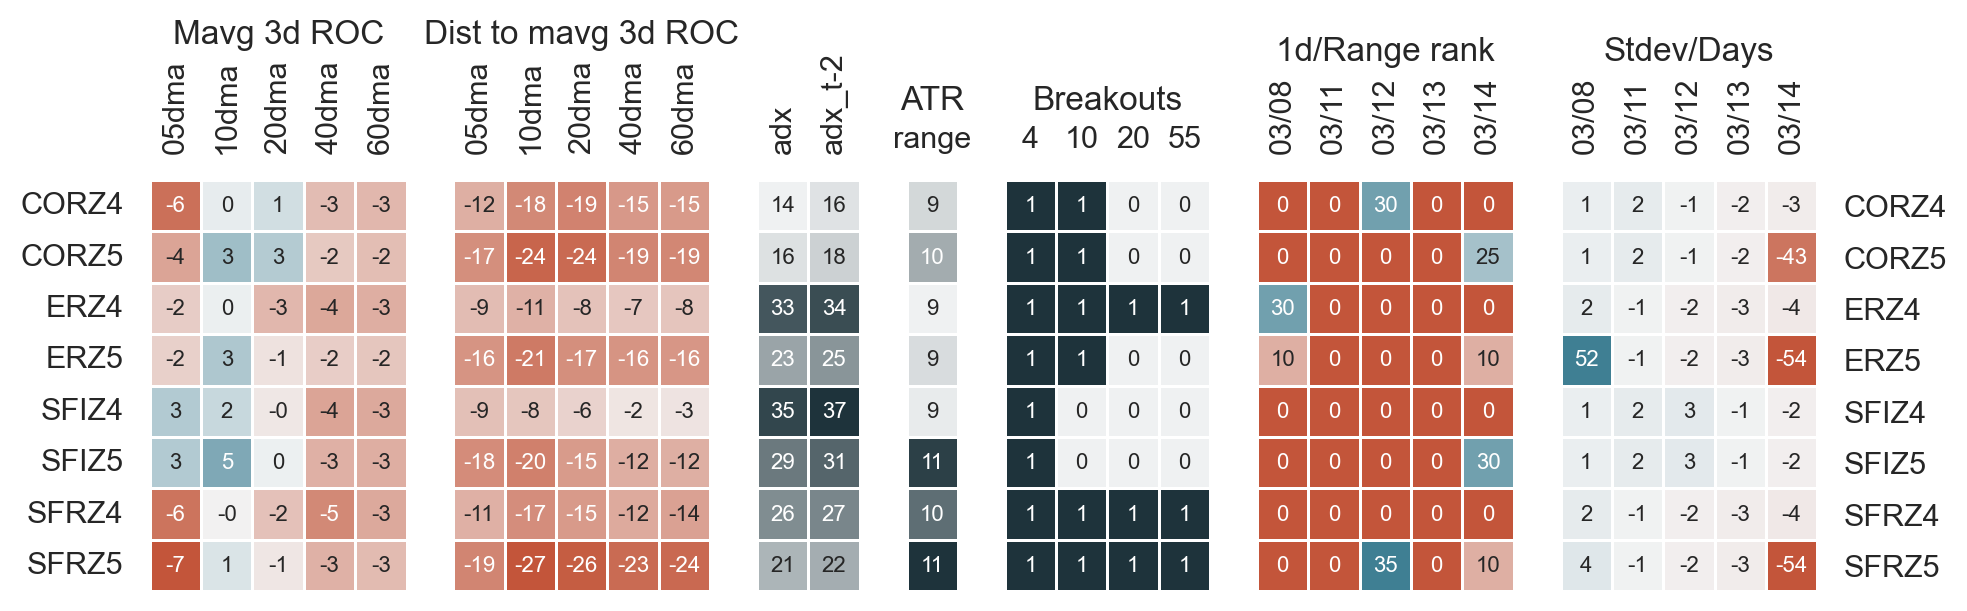 Mavg 3d ROC Dist to mavg 3d ROC 1d/Range rank Stdev/Days
ATR Breakouts
05dma 10dma 20dma 40dma 60dma 05dma 10dma 20dma 40dma 60dma adx adx_t-2 range 4 10 20 55 03/08 03/11 03/12 03/13 03/14 03/08 03/11 03/12 03/13 03/14
CORZ4 -6 0 1 -3 -3 -12 -18 -19 -15 -15 14 16 9 1 1 0 0 0 0 30 0 0 1 2 -1 -2 -3 CORZ4
CORZ5 -4 3 3 -2 -2 -17 -24 -24 -19 -19 16 18 10 1 1 0 0 0 0 0 0 25 1 2 -1 -2 -43 CORZ5
ERZ4 -2 0 -3 -4 -3 -9 -11 -8 -7 -8 33 34 9 1 1 1 1 30 0 0 0 0 2 -1 -2 -3 -4 ERZ4
ERZ5 -2 3 -1 -2 -2 -16 -21 -17 -16 -16 23 25 9 1 1 0 0 10 0 0 0 10 52 -1 -2 -3 -54 ERZ5
SFIZ4 3 2 -0 -4 -3 -9 -8 -6 -2 -3 35 37 9 1 0 0 0 0 0 0 0 0 1 2 3 -1 -2 SFIZ4
SFIZ5 3 5 0 -3 -3 -18 -20 -15 -12 -12 29 31 11 1 0 0 0 0 0 0 0 30 1 2 3 -1 -2 SFIZ5
SFRZ4 -6 -0 -2 -5 -3 -11 -17 -15 -12 -14 26 27 10 1 1 1 1 0 0 0 0 0 2 -1 -2 -3 -4 SFRZ4
SFRZ5 -7 1 -1 -3 -3 -19 -27 -26 -23 -24 21 22 11 1 1 1 1 0 0 35 0 10 4 -1 -2 -3 -54 SFRZ5